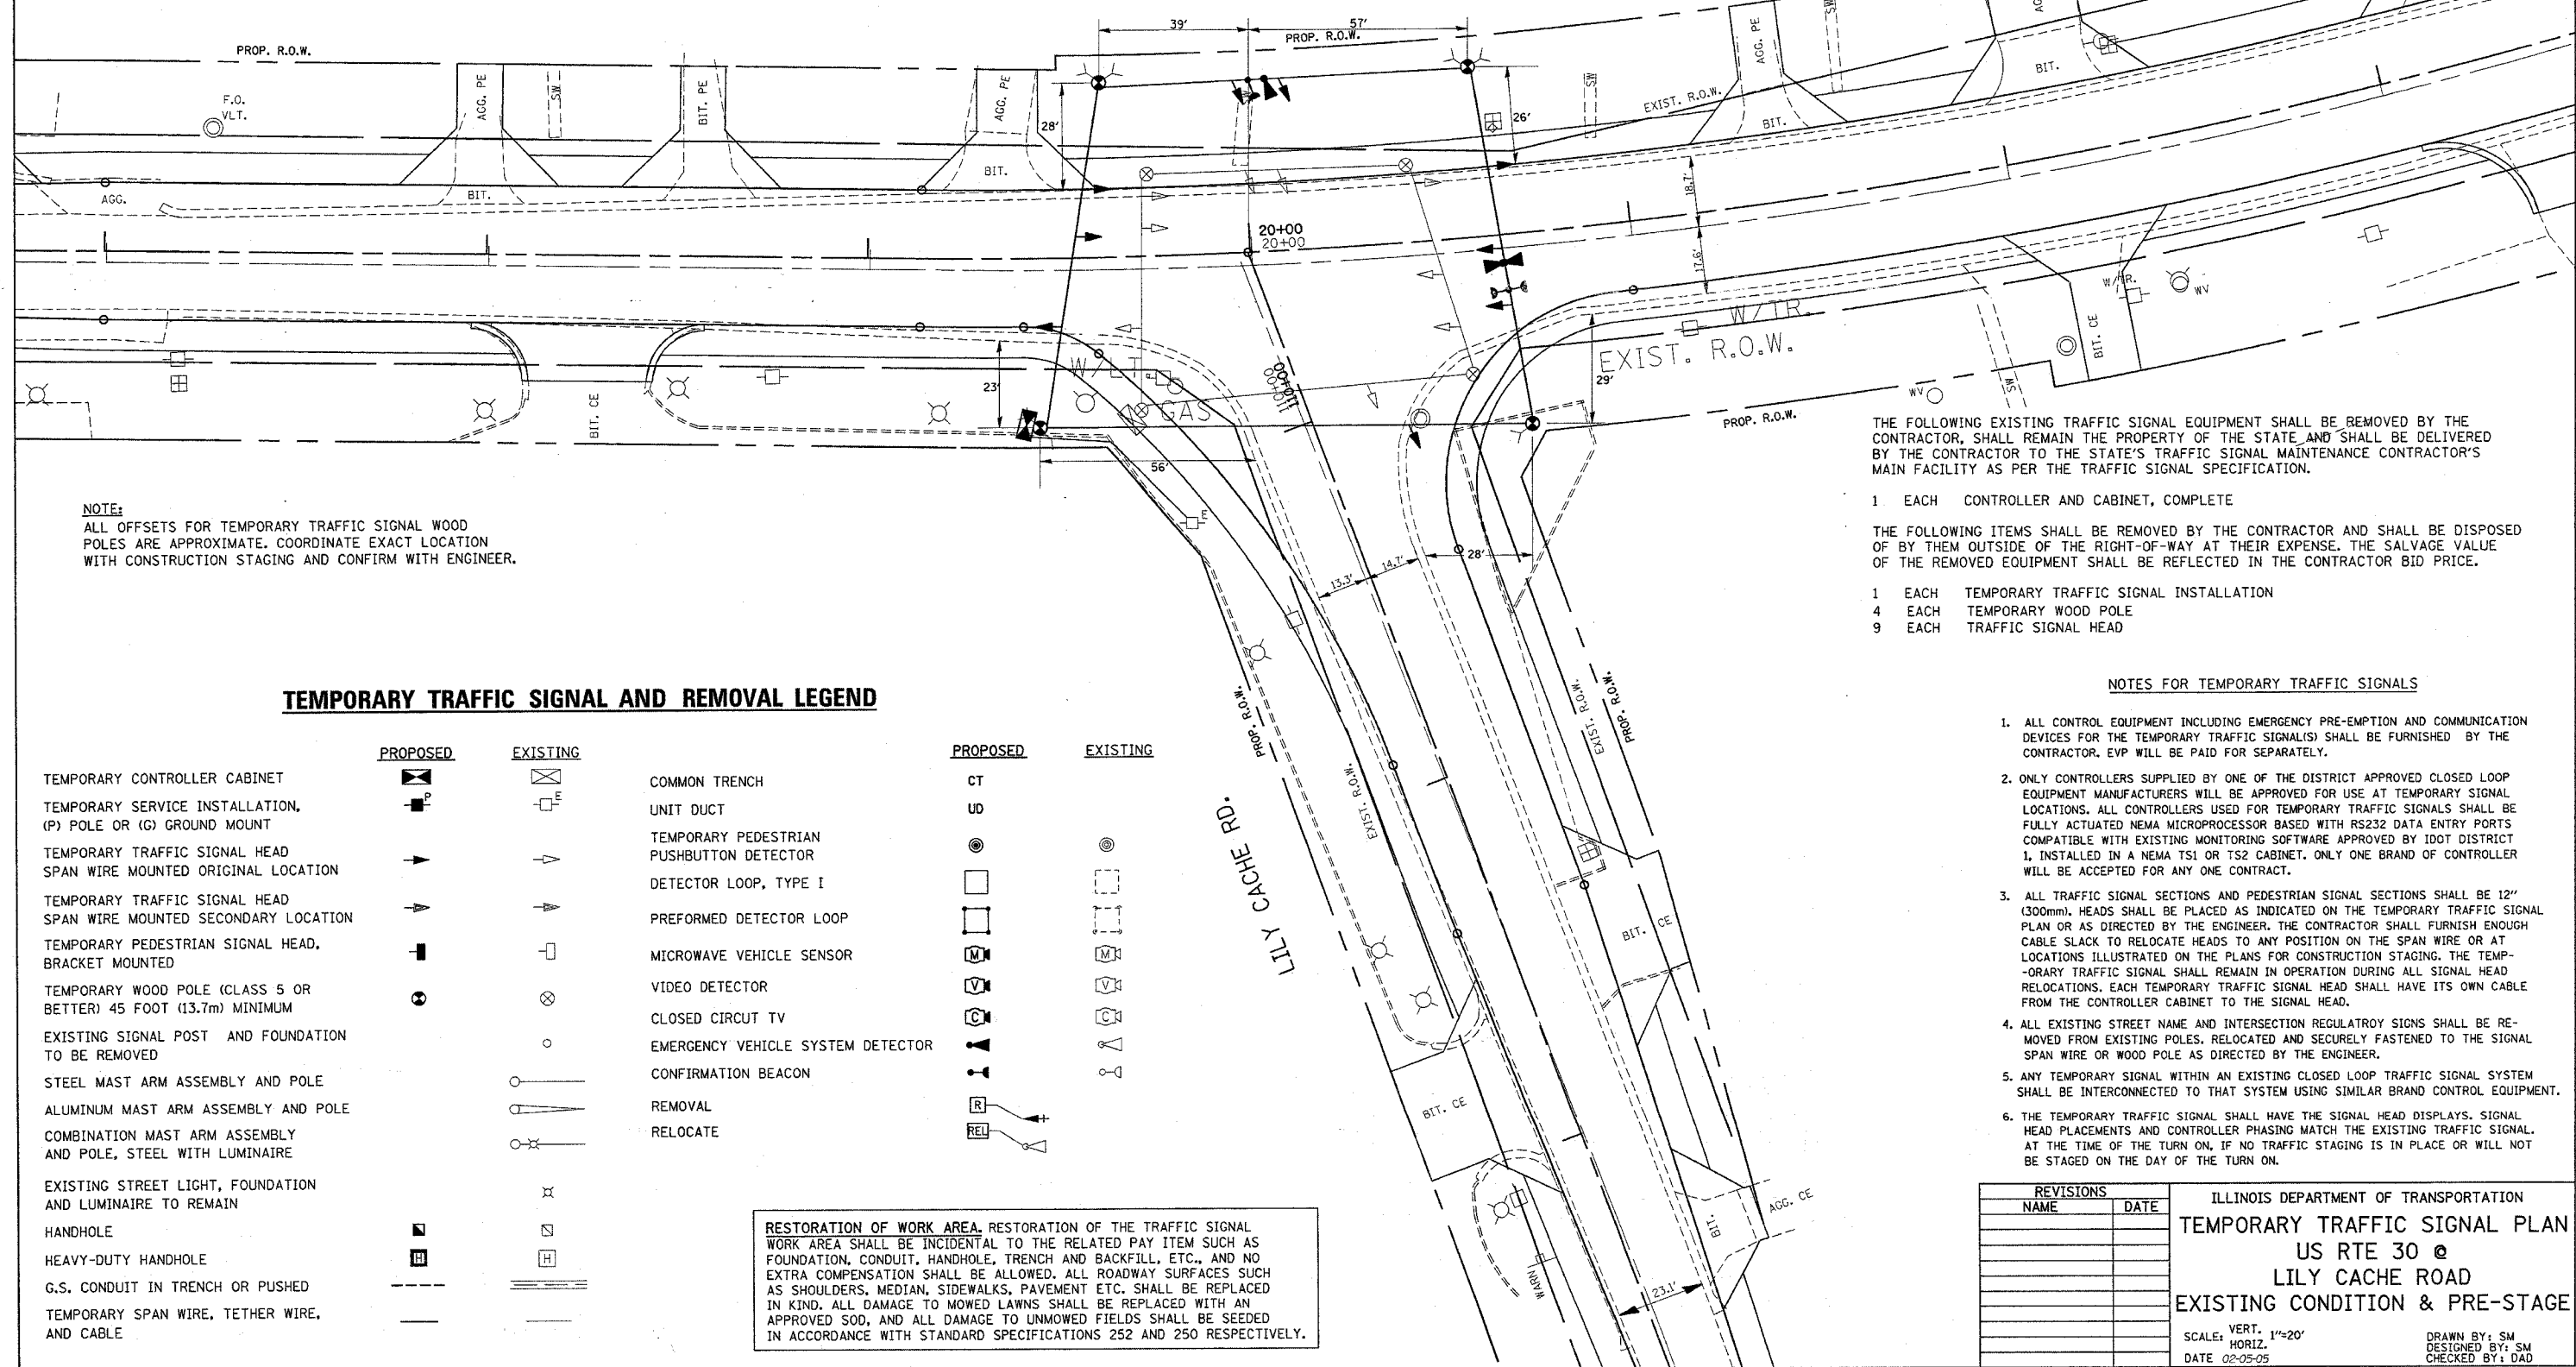 39'
57'
PROP. R.O.W.
PROP. R.O.W.
F.O.
VLT.
AGG. PE
SW
BIT. PE
AGG. PE
28'
26'
SW
EXIST. R.O.W.
AGG. PE
SW
AG
BIT.
BIT.
BIT.
AGG.
BIT.
18.7'
17.6'
20+00
20+00
W/TR.
EXIST. R.O.W.
W/TR.
WV
BIT. CE
SW
WV
29'
PROP. R.O.W.
23'
GAS
110+00
110+00
BIT. CE
56'
E
28'
13.3'
14.7'
NOTE:
ALL OFFSETS FOR TEMPORARY TRAFFIC SIGNAL WOOD
POLES ARE APPROXIMATE. COORDINATE EXACT LOCATION
WITH CONSTRUCTION STAGING AND CONFIRM WITH ENGINEER.
THE FOLLOWING EXISTING TRAFFIC SIGNAL EQUIPMENT SHALL BE REMOVED BY THE
CONTRACTOR, SHALL REMAIN THE PROPERTY OF THE STATE AND SHALL BE DELIVERED
BY THE CONTRACTOR TO THE STATE'S TRAFFIC SIGNAL MAINTENANCE CONTRACTOR'S
MAIN FACILITY AS PER THE TRAFFIC SIGNAL SPECIFICATION.
1 EACH CONTROLLER AND CABINET, COMPLETE
THE FOLLOWING ITEMS SHALL BE REMOVED BY THE CONTRACTOR AND SHALL BE DISPOSED
OF BY THEM OUTSIDE OF THE RIGHT-OF-WAY AT THEIR EXPENSE. THE SALVAGE VALUE
OF THE REMOVED EQUIPMENT SHALL BE REFLECTED IN THE CONTRACTOR BID PRICE.
1 EACH TEMPORARY TRAFFIC SIGNAL INSTALLATION
4 EACH TEMPORARY WOOD POLE
9 EACH TRAFFIC SIGNAL HEAD
PROP. R.O.W.
EXIST. R.O.W.
EXIST. R.O.W.
PROP. R.O.W.
LILY CACHE RD.
BIT. CE
BIT. CE
AGG. CE
BIT.
WARN
23.1'
TEMPORARY TRAFFIC SIGNAL AND REMOVAL LEGEND
PROPOSED EXISTING
TEMPORARY CONTROLLER CABINET
TEMPORARY SERVICE INSTALLATION, P E
(P) POLE OR (G) GROUND MOUNT
TEMPORARY TRAFFIC SIGNAL HEAD
SPAN WIRE MOUNTED ORIGINAL LOCATION
TEMPORARY TRAFFIC SIGNAL HEAD
SPAN WIRE MOUNTED SECONDARY LOCATION
TEMPORARY PEDESTRIAN SIGNAL HEAD,
BRACKET MOUNTED
TEMPORARY WOOD POLE (CLASS 5 OR
BETTER) 45 FOOT (13.7m) MINIMUM
EXISTING SIGNAL POST AND FOUNDATION
TO BE REMOVED
STEEL MAST ARM ASSEMBLY AND POLE
ALUMINUM MAST ARM ASSEMBLY AND POLE
COMBINATION MAST ARM ASSEMBLY
AND POLE, STEEL WITH LUMINAIRE
EXISTING STREET LIGHT, FOUNDATION
AND LUMINAIRE TO REMAIN
HANDHOLE
HEAVY-DUTY HANDHOLE H H
G.S. CONDUIT IN TRENCH OR PUSHED
TEMPORARY SPAN WIRE, TETHER WIRE,
AND CABLE
PROPOSED EXISTING
COMMON TRENCH CT
UNIT DUCT UD
TEMPORARY PEDESTRIAN
PUSHBUTTON DETECTOR
DETECTOR LOOP, TYPE I
PREFORMED DETECTOR LOOP
MICROWAVE VEHICLE SENSOR M M
VIDEO DETECTOR V V
CLOSED CIRCUT TV C C
EMERGENCY VEHICLE SYSTEM DETECTOR
CONFIRMATION BEACON
REMOVAL R
RELOCATE REL
RESTORATION OF WORK AREA. RESTORATION OF THE TRAFFIC SIGNAL
WORK AREA SHALL BE INCIDENTAL TO THE RELATED PAY ITEM SUCH AS
FOUNDATION, CONDUIT, HANDHOLE, TRENCH AND BACKFILL, ETC., AND NO
EXTRA COMPENSATION SHALL BE ALLOWED. ALL ROADWAY SURFACES SUCH
AS SHOULDERS, MEDIAN, SIDEWALKS, PAVEMENT ETC. SHALL BE REPLACED
IN KIND. ALL DAMAGE TO MOWED LAWNS SHALL BE REPLACED WITH AN
APPROVED SOD, AND ALL DAMAGE TO UNMOWED FIELDS SHALL BE SEEDED
IN ACCORDANCE WITH STANDARD SPECIFICATIONS 252 AND 250 RESPECTIVELY.
NOTES FOR TEMPORARY TRAFFIC SIGNALS
1. ALL CONTROL EQUIPMENT INCLUDING EMERGENCY PRE-EMPTION AND COMMUNICATION
DEVICES FOR THE TEMPORARY TRAFFIC SIGNAL(S) SHALL BE FURNISHED BY THE
CONTRACTOR. EVP WILL BE PAID FOR SEPARATELY.
2. ONLY CONTROLLERS SUPPLIED BY ONE OF THE DISTRICT APPROVED CLOSED LOOP
EQUIPMENT MANUFACTURERS WILL BE APPROVED FOR USE AT TEMPORARY SIGNAL
LOCATIONS. ALL CONTROLLERS USED FOR TEMPORARY TRAFFIC SIGNALS SHALL BE
FULLY ACTUATED NEMA MICROPROCESSOR BASED WITH RS232 DATA ENTRY PORTS
COMPATIBLE WITH EXISTING MONITORING SOFTWARE APPROVED BY IDOT DISTRICT
1, INSTALLED IN A NEMA TS1 OR TS2 CABINET. ONLY ONE BRAND OF CONTROLLER
WILL BE ACCEPTED FOR ANY ONE CONTRACT.
3. ALL TRAFFIC SIGNAL SECTIONS AND PEDESTRIAN SIGNAL SECTIONS SHALL BE 12"
(300mm). HEADS SHALL BE PLACED AS INDICATED ON THE TEMPORARY TRAFFIC SIGNAL
PLAN OR AS DIRECTED BY THE ENGINEER. THE CONTRACTOR SHALL FURNISH ENOUGH
CABLE SLACK TO RELOCATE HEADS TO ANY POSITION ON THE SPAN WIRE OR AT
LOCATIONS ILLUSTRATED ON THE PLANS FOR CONSTRUCTION STAGING. THE TEMP-
-ORARY TRAFFIC SIGNAL SHALL REMAIN IN OPERATION DURING ALL SIGNAL HEAD
RELOCATIONS. EACH TEMPORARY TRAFFIC SIGNAL HEAD SHALL HAVE ITS OWN CABLE
FROM THE CONTROLLER CABINET TO THE SIGNAL HEAD.
4. ALL EXISTING STREET NAME AND INTERSECTION REGULATROY SIGNS SHALL BE RE-
MOVED FROM EXISTING POLES. RELOCATED AND SECURELY FASTENED TO THE SIGNAL
SPAN WIRE OR WOOD POLE AS DIRECTED BY THE ENGINEER.
5. ANY TEMPORARY SIGNAL WITHIN AN EXISTING CLOSED LOOP TRAFFIC SIGNAL SYSTEM
SHALL BE INTERCONNECTED TO THAT SYSTEM USING SIMILAR BRAND CONTROL EQUIPMENT.
6. THE TEMPORARY TRAFFIC SIGNAL SHALL HAVE THE SIGNAL HEAD DISPLAYS. SIGNAL
HEAD PLACEMENTS AND CONTROLLER PHASING MATCH THE EXISTING TRAFFIC SIGNAL.
AT THE TIME OF THE TURN ON, IF NO TRAFFIC STAGING IS IN PLACE OR WILL NOT
BE STAGED ON THE DAY OF THE TURN ON.
REVISIONS
NAME DATE
ILLINOIS DEPARTMENT OF TRANSPORTATION
TEMPORARY TRAFFIC SIGNAL PLAN
US RTE 30 @
LILY CACHE ROAD
EXISTING CONDITION & PRE-STAGE
SCALE: VERT. 1"=20'
HORIZ.
DATE 02-05-05
DRAWN BY: SM
DESIGNED BY: SM
CHECKED BY: DAD